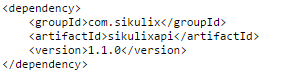 <dependency>
    <groupId>com.sikulix</groupId>
    <artifactId>sikulixapi</artifactId>
    <version>1.1.0</version>
</dependency>